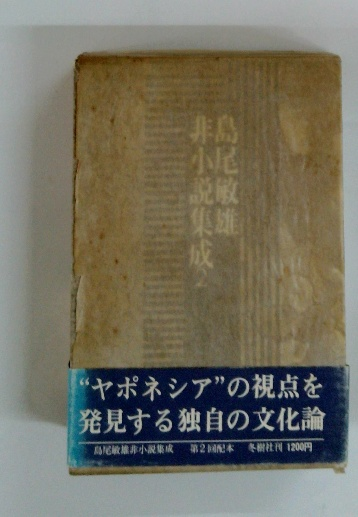 島尾敏雄
非小説集成2
“ヤポネシア”の視点を
発見する独自の文化論
島尾敏雄非小説集成 第2回配本 冬樹社刊 1200円